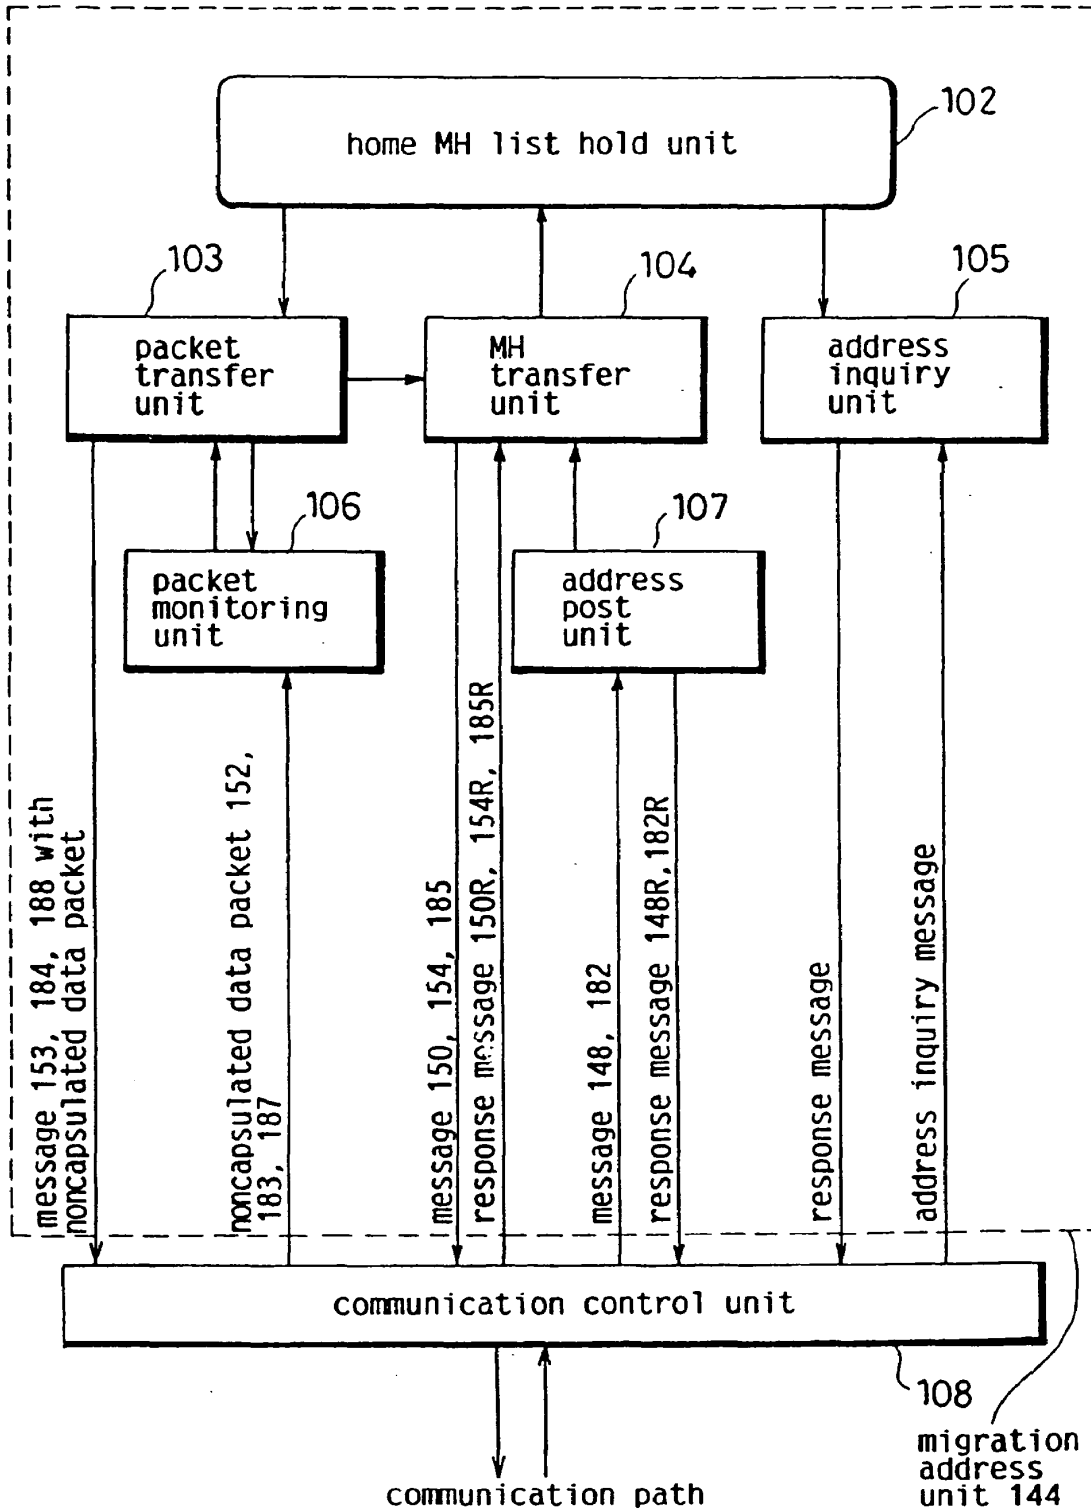 102
home MH list hold unit
103
104
105
packet
transfer
unit
MH
transfer
unit
address
inquiry
unit
106
107
packet
monitoring
unit
address
post
unit
message 153, 184, 188 with
noncapsulated data packet
noncapsulated data packet 152,
183, 187
message 150, 154, 185
response message 150R, 154R, 185R
message 148, 182
response message 148R,182R
response message
address inquiry message
communication control unit
108
migration
address
unit 144
communication path